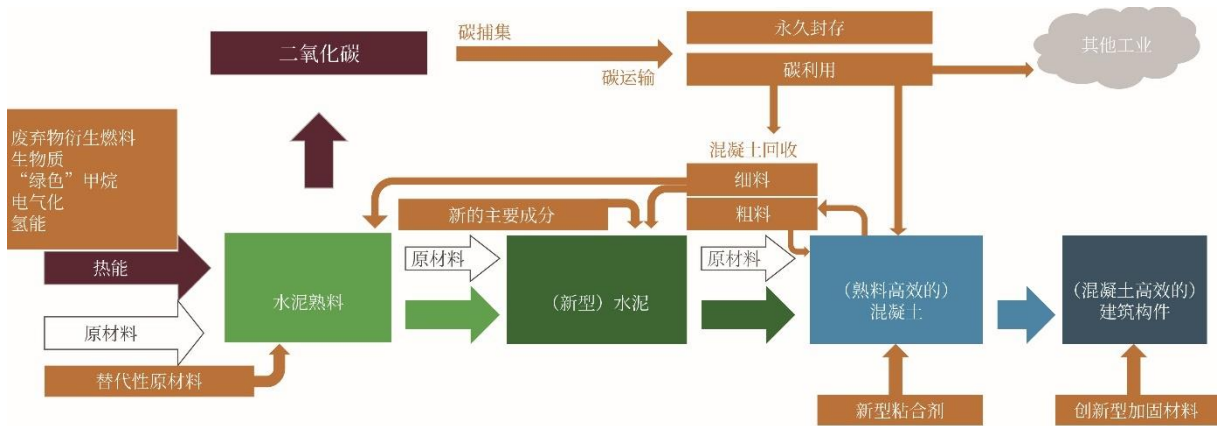 二氧化碳
碳捕集
碳运输
永久封存
碳利用
其他工业
废弃物衍生燃料
生物质
“绿色”甲烷
电气化
氢能
混凝土回收
细料
粗料
新的主要成分
热能
原材料
替代性原材料
水泥熟料
原材料
（新型）水泥
原材料
（熟料高效的）
混凝土
（混凝土高效的）
建筑构件
新型粘合剂
创新型加固材料